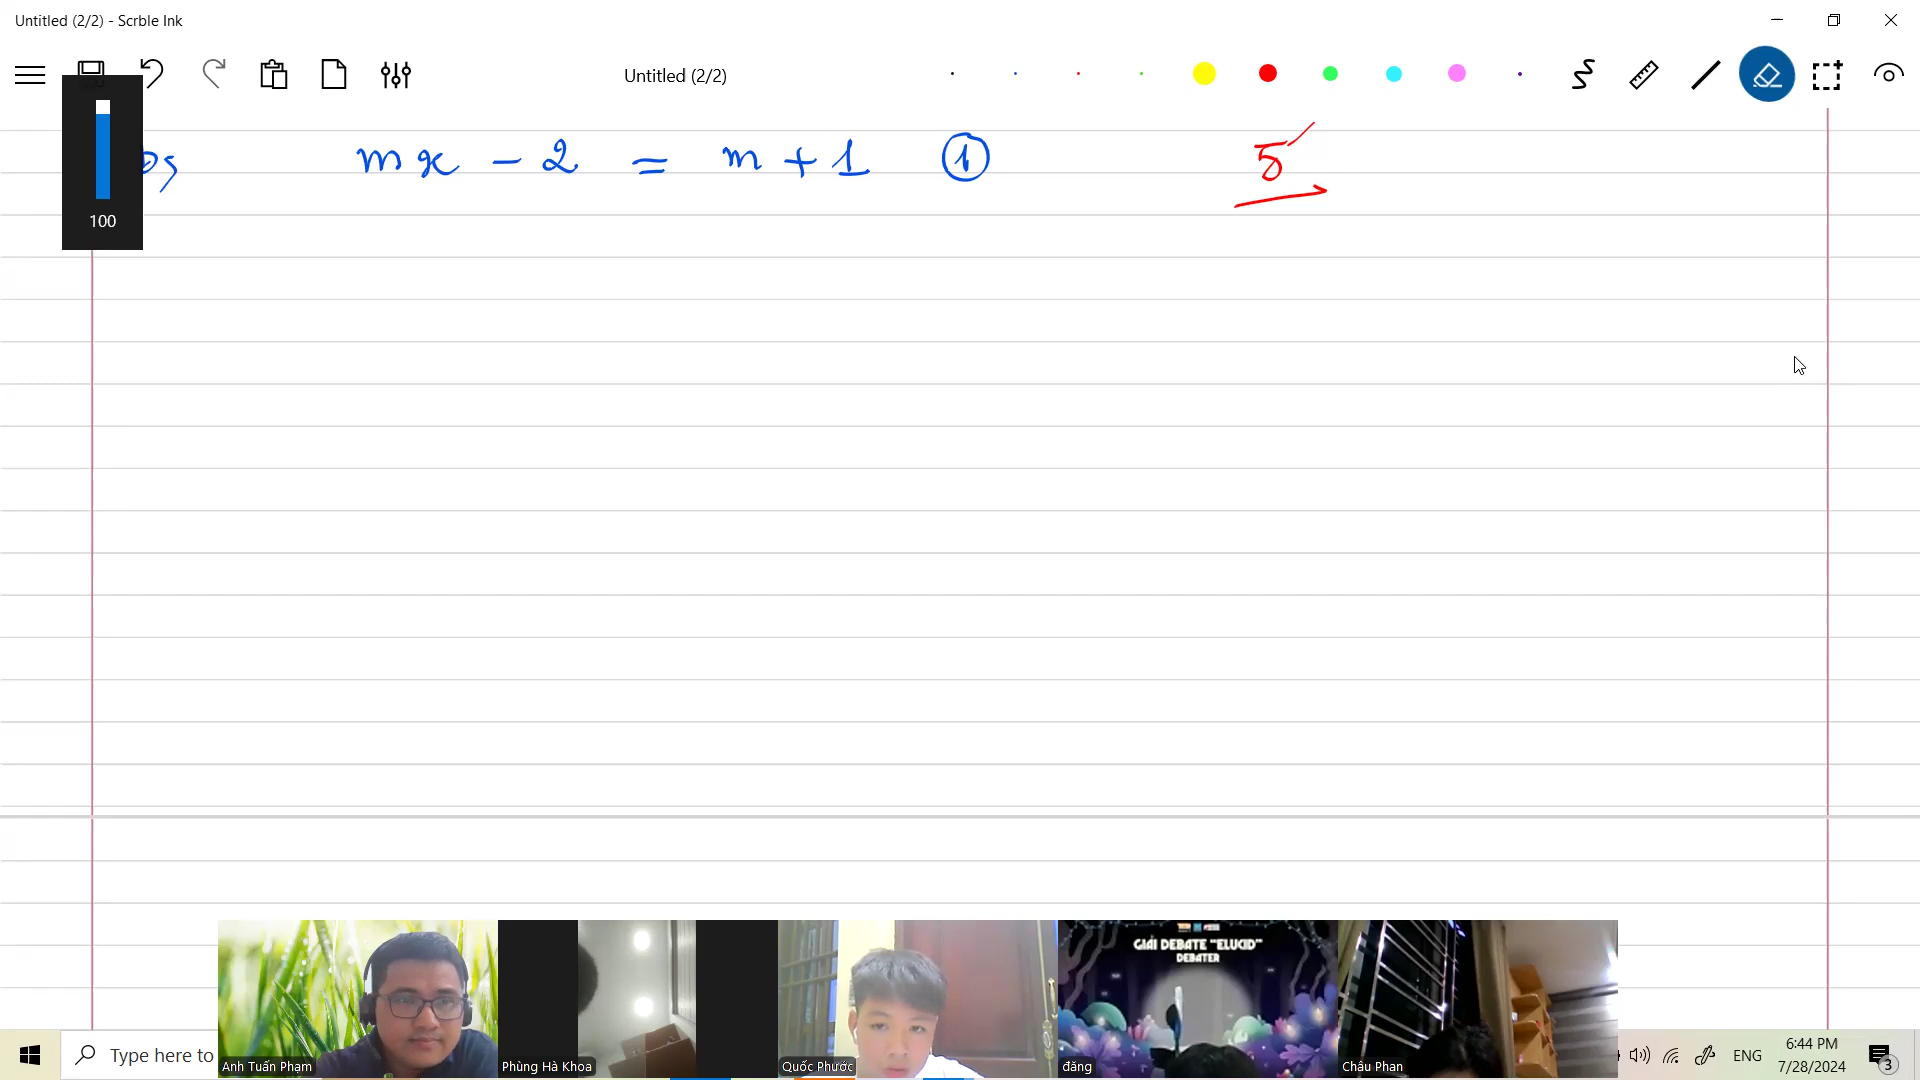 Untitled (2/2) - Scrble Ink
Untitled (2/2)
100
mx - 2 = m + 1 ①
5'
GIẢI DEBATE "ELUCID"
DEBATER
Anh Tuấn Phạm
Phùng Hà Khoa
Quốc Phước
đăng
Châu Phan
Type here to
ENG
6:44 PM
7/28/2024
3